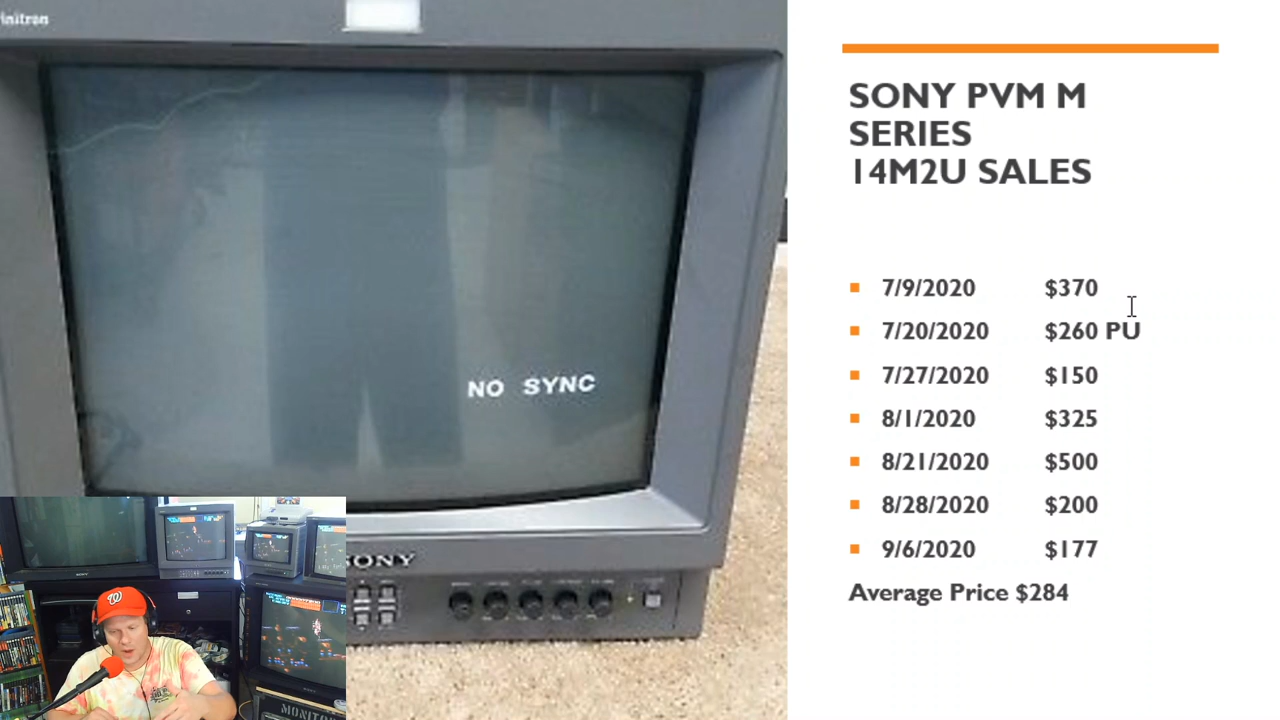 NO SYNC
SONY
MONITOR
SONY PVM M
SERIES
14M2U SALES
7/9/2020 $370
7/20/2020 $260 PU
7/27/2020 $150
8/1/2020 $325
8/21/2020 $500
8/28/2020 $200
9/6/2020 $177
Average Price $284